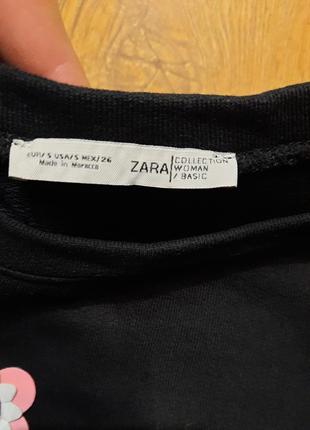 EUR/S USA/S MEX/26
Made in Morocco
ZARA
COLLECTION
WOMAN
/ BASIC